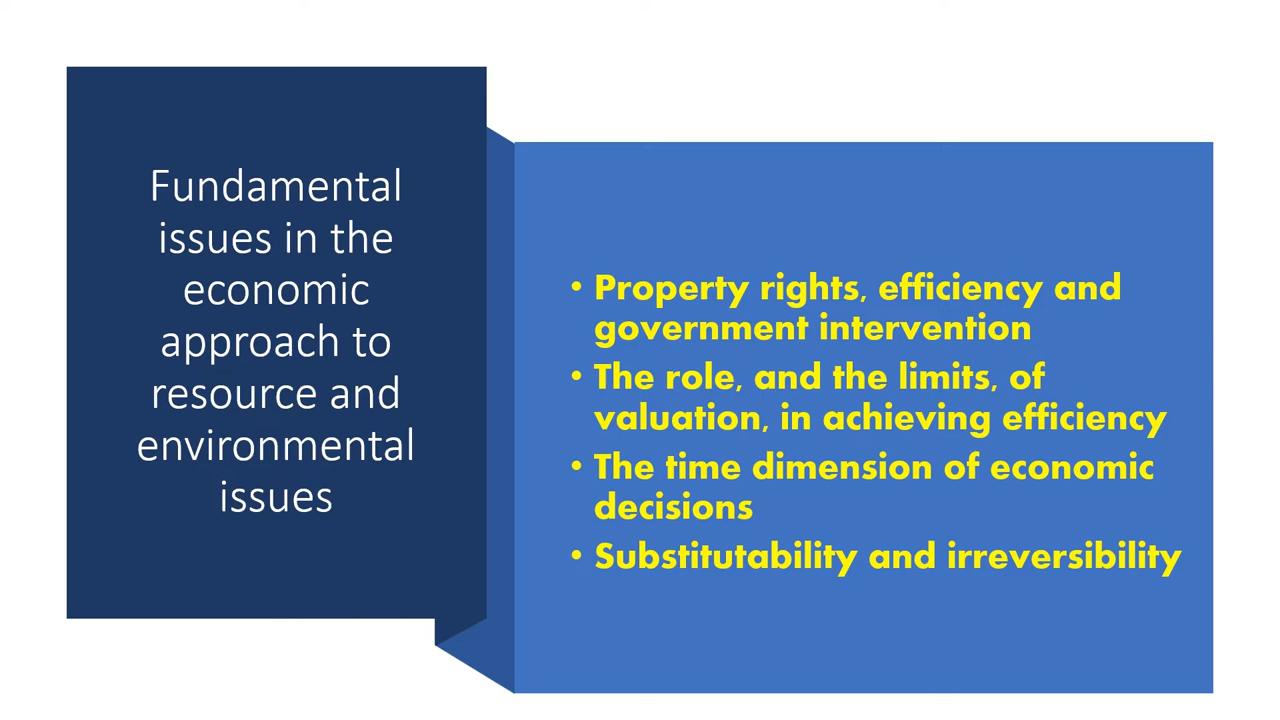 Fundamental
issues in the
economic
approach to
resource and
environmental
issues
• Property rights, efficiency and
government intervention
• The role, and the limits, of
valuation, in achieving efficiency
• The time dimension of economic
decisions
• Substitutability and irreversibility